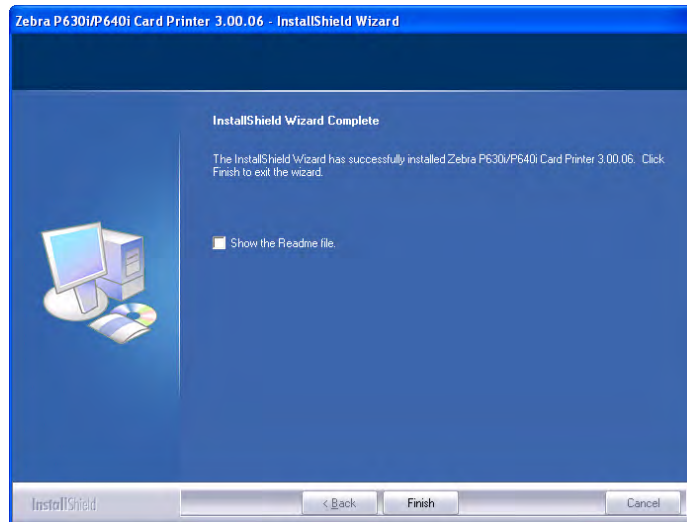 Zebra P630i/P640i Card Printer 3.00.06 - InstallShield Wizard
InstallShield Wizard Complete
The InstallShield Wizard has successfully installed Zebra P630i/P640i Card Printer 3.00.06. Click
Finish to exit the wizard.
Show the Readme file.
InstallShield
< Back
Finish
Cancel